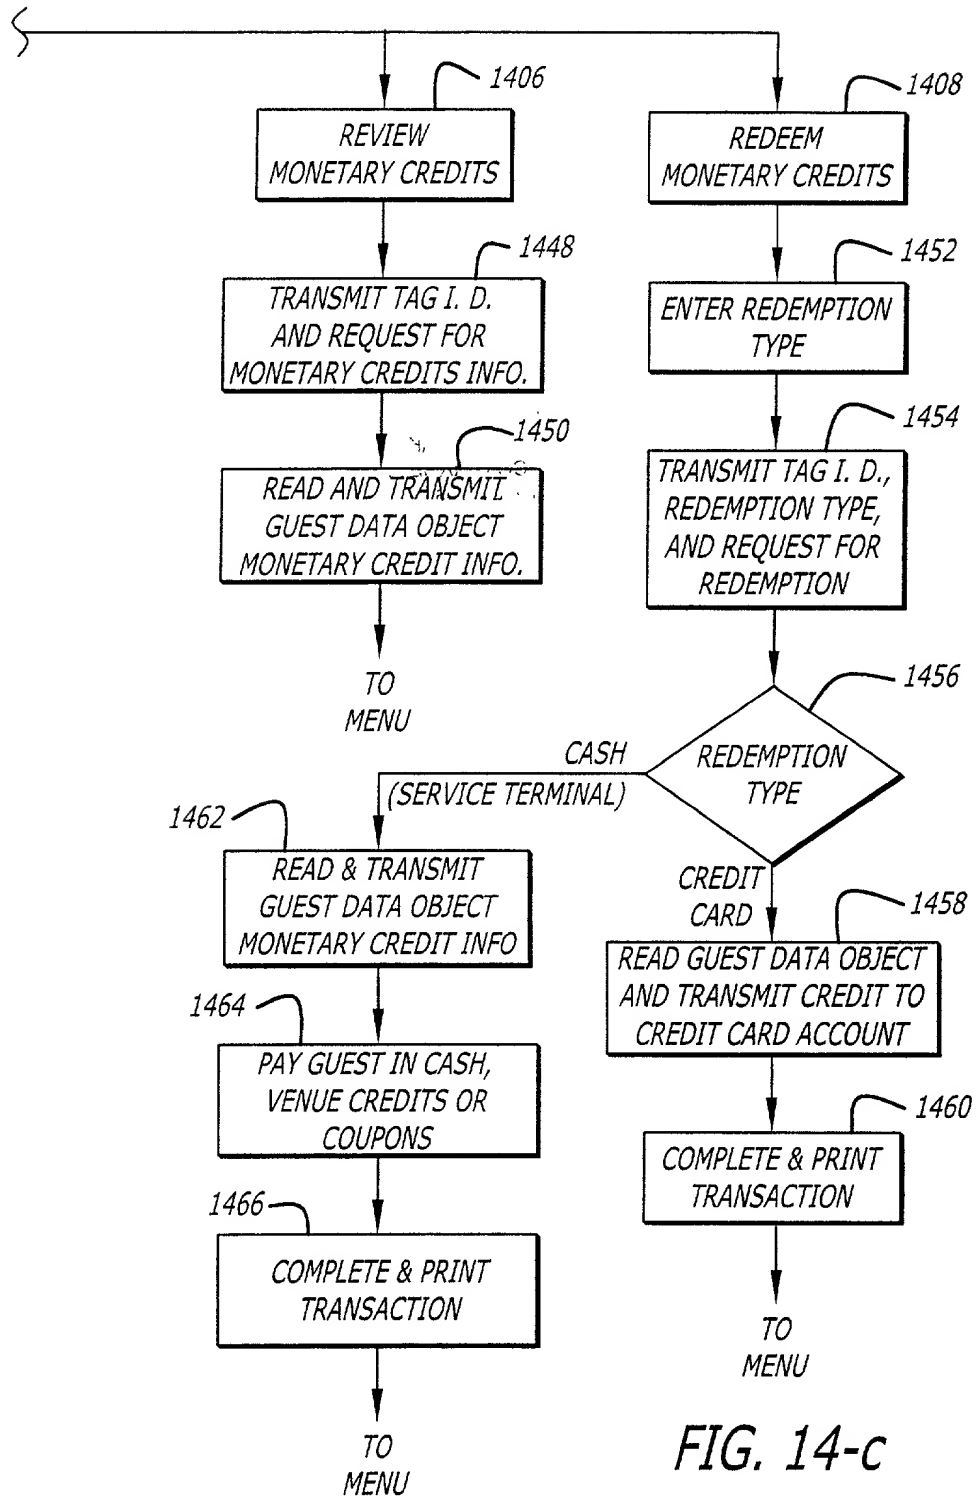 1406
REVIEW
MONETARY CREDITS
1448
TRANSMIT TAG I. D.
AND REQUEST FOR
MONETARY CREDITS INFO.
1450
READ AND TRANSMIT
GUEST DATA OBJECT
MONETARY CREDIT INFO.
TO
MENU
1408
REDEEM
MONETARY CREDITS
1452
ENTER REDEMPTION
TYPE
1454
TRANSMIT TAG I. D.,
REDEMPTION TYPE,
AND REQUEST FOR
REDEMPTION
1456
REDEMPTION
TYPE
CASH
(SERVICE TERMINAL)
1462
READ & TRANSMIT
GUEST DATA OBJECT
MONETARY CREDIT INFO
1464
PAY GUEST IN CASH,
VENUE CREDITS OR
COUPONS
1466
COMPLETE & PRINT
TRANSACTION
TO
MENU
CREDIT
CARD
1458
READ GUEST DATA OBJECT
AND TRANSMIT CREDIT TO
CREDIT CARD ACCOUNT
1460
COMPLETE & PRINT
TRANSACTION
TO
MENU
FIG. 14-c